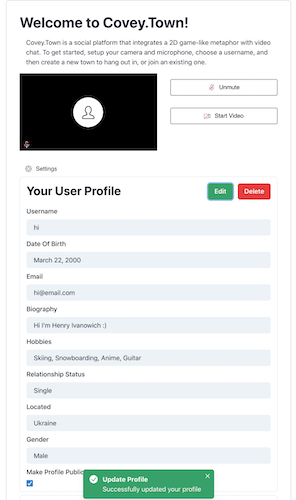 Welcome to Covey.Town!
Covey.Town is a social platform that integrates a 2D game-like metaphor with video
chat. To get started, setup your camera and microphone, choose a username, and
then create a new town to hang out in, or join an existing one.
Unmute
Start Video
Settings
Your User Profile
Edit
Delete
Username
hi
Date Of Birth
March 22, 2000
Email
hi@email.com
Biography
Hi I'm Henry Ivanowich :)
Hobbies
Skiing, Snowboarding, Anime, Guitar
Relationship Status
Single
Located
Ukraine
Gender
Male
Make Profile Public
Update Profile
Successfully updated your profile